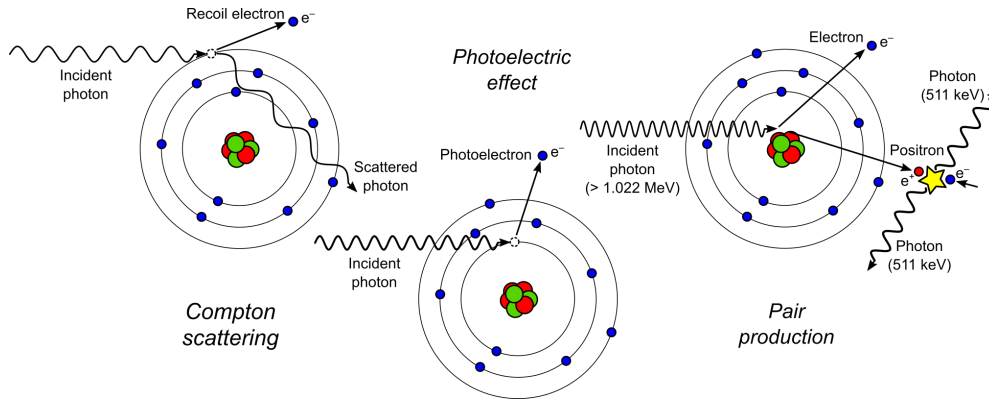 Recoil electron
e⁻
Incident
photon
Scattered
photon
Compton
scattering
Photoelectric
effect
Photoelectron
e⁻
Incident
photon
Electron
e⁻
Incident
photon
(> 1.022 MeV)
Photon
(511 keV)
Positron
e⁺
e⁻
Photon
(511 keV)
Pair
production